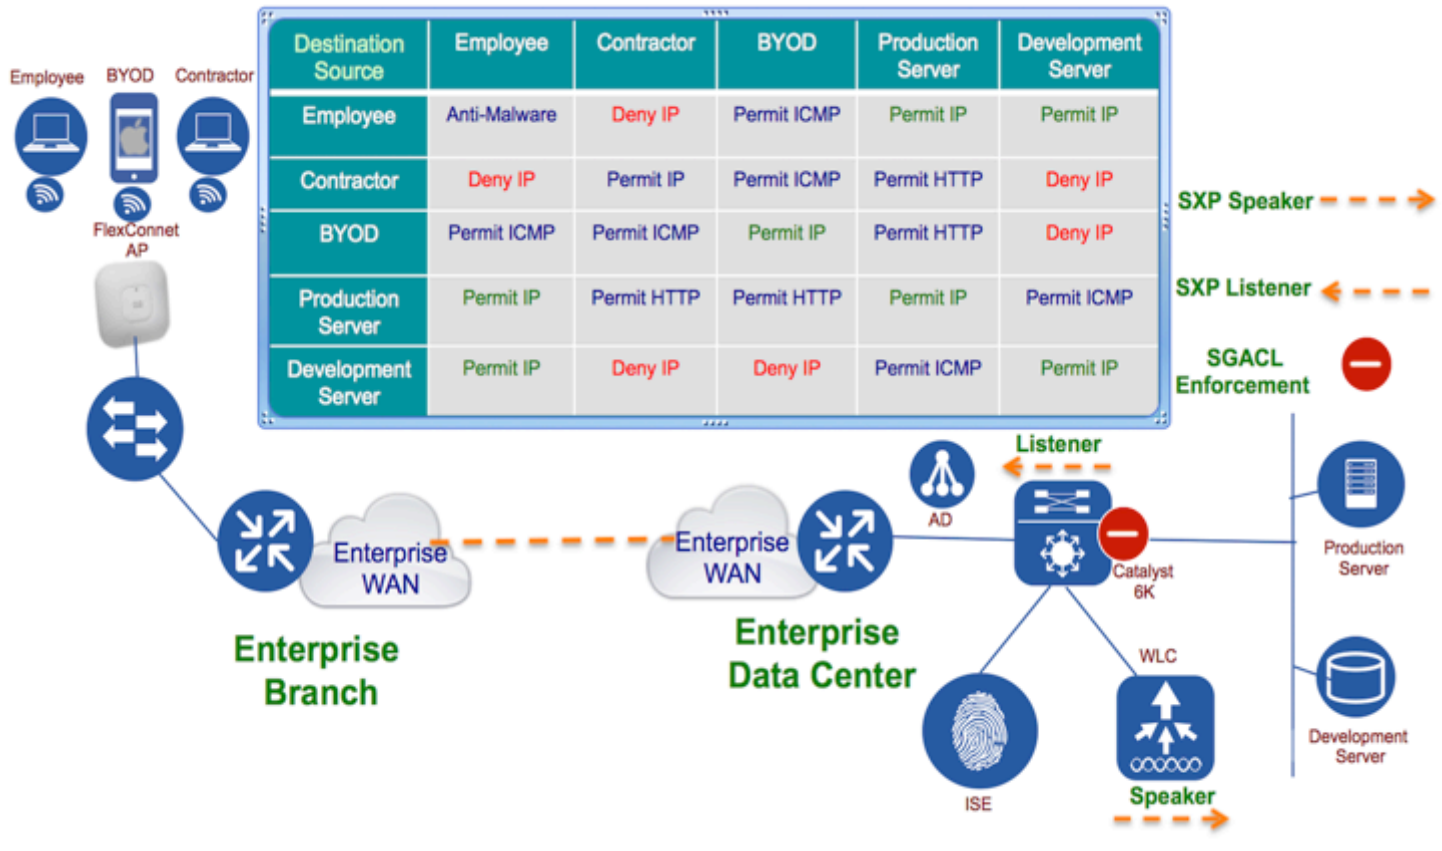 Employee
BYOD
Contractor
FlexConnet
AP
Destination
Source
Employee
Contractor
BYOD
Production
Server
Development
Server
Employee
Anti-Malware
Deny IP
Permit ICMP
Permit IP
Permit IP
Contractor
Deny IP
Permit IP
Permit ICMP
Permit HTTP
Deny IP
BYOD
Permit ICMP
Permit ICMP
Permit IP
Permit HTTP
Deny IP
Production
Server
Permit IP
Permit HTTP
Permit HTTP
Permit IP
Permit ICMP
Development
Server
Permit IP
Deny IP
Deny IP
Permit ICMP
Permit IP
SXP Speaker
SXP Listener
SGACL
Enforcement
Listener
AD
Enterprise
WAN
Enterprise
WAN
Catalyst
6K
Production
Server
Enterprise
Branch
Enterprise
Data Center
WLC
Development
Server
ISE
Speaker